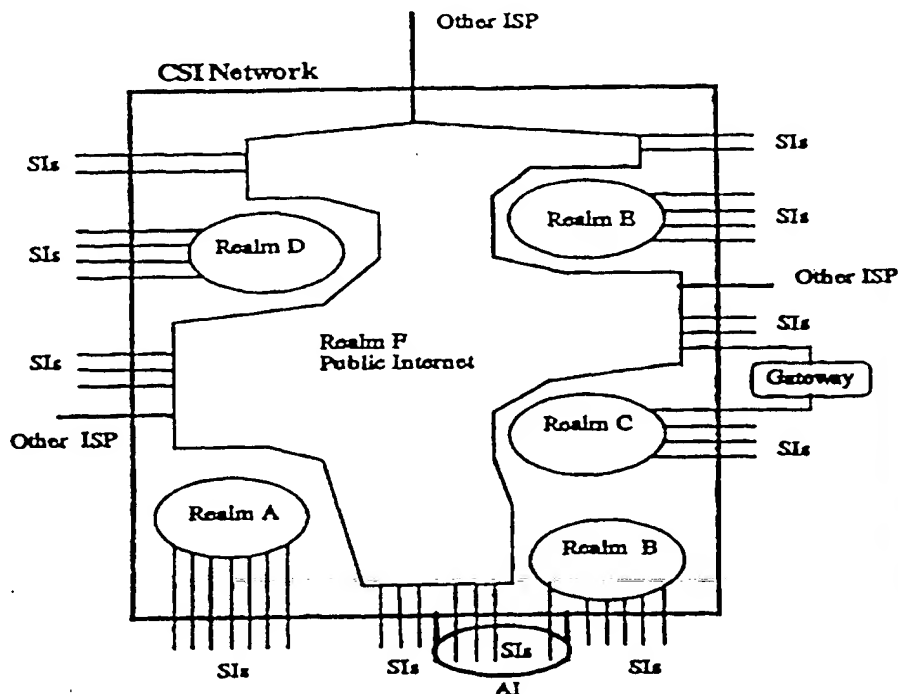 Other ISP
CSI Network
SIs
SIs
Realm D
Realm B
SIs
SIs
Other ISP
Realm P
Public Internet
SIs
SIs
Gateway
Other ISP
Realm C
SIs
Realm A
Realm B
SIs
SIs
SIs
SIs
AI